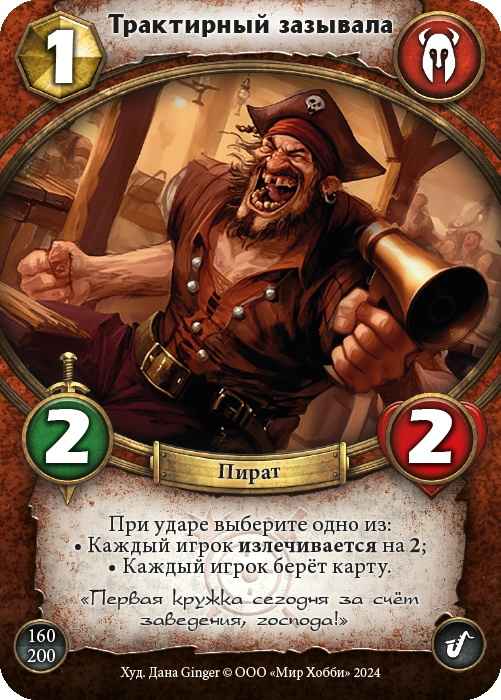 Трактирный зазывала
1
2
2
Пират
При ударе выберите одно из:
• Каждый игрок излечивается на 2;
• Каждый игрок берёт карту.
«Первая кружка сегодня за счёт
заведения, господа!»
160
200
Худ. Дана Ginger © ООО «Мир Хобби» 2024